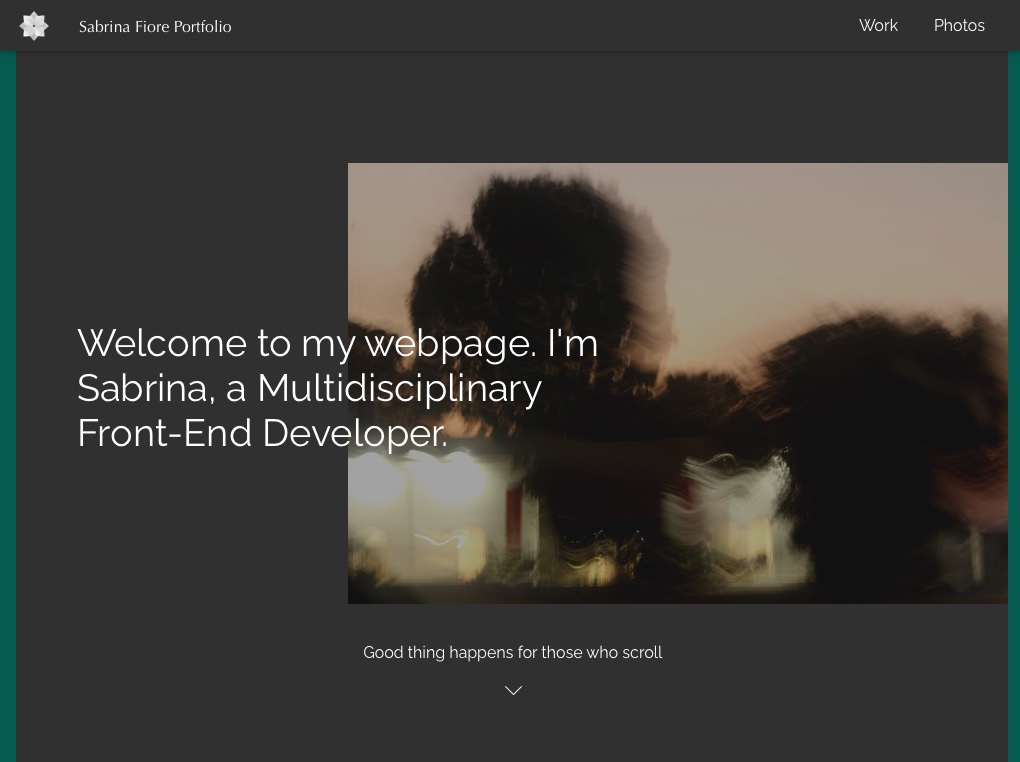 Sabrina Fiore Portfolio
Work
Photos
Welcome to my webpage. I'm
Sabrina, a Multidisciplinary
Front-End Developer.
Good thing happens for those who scroll